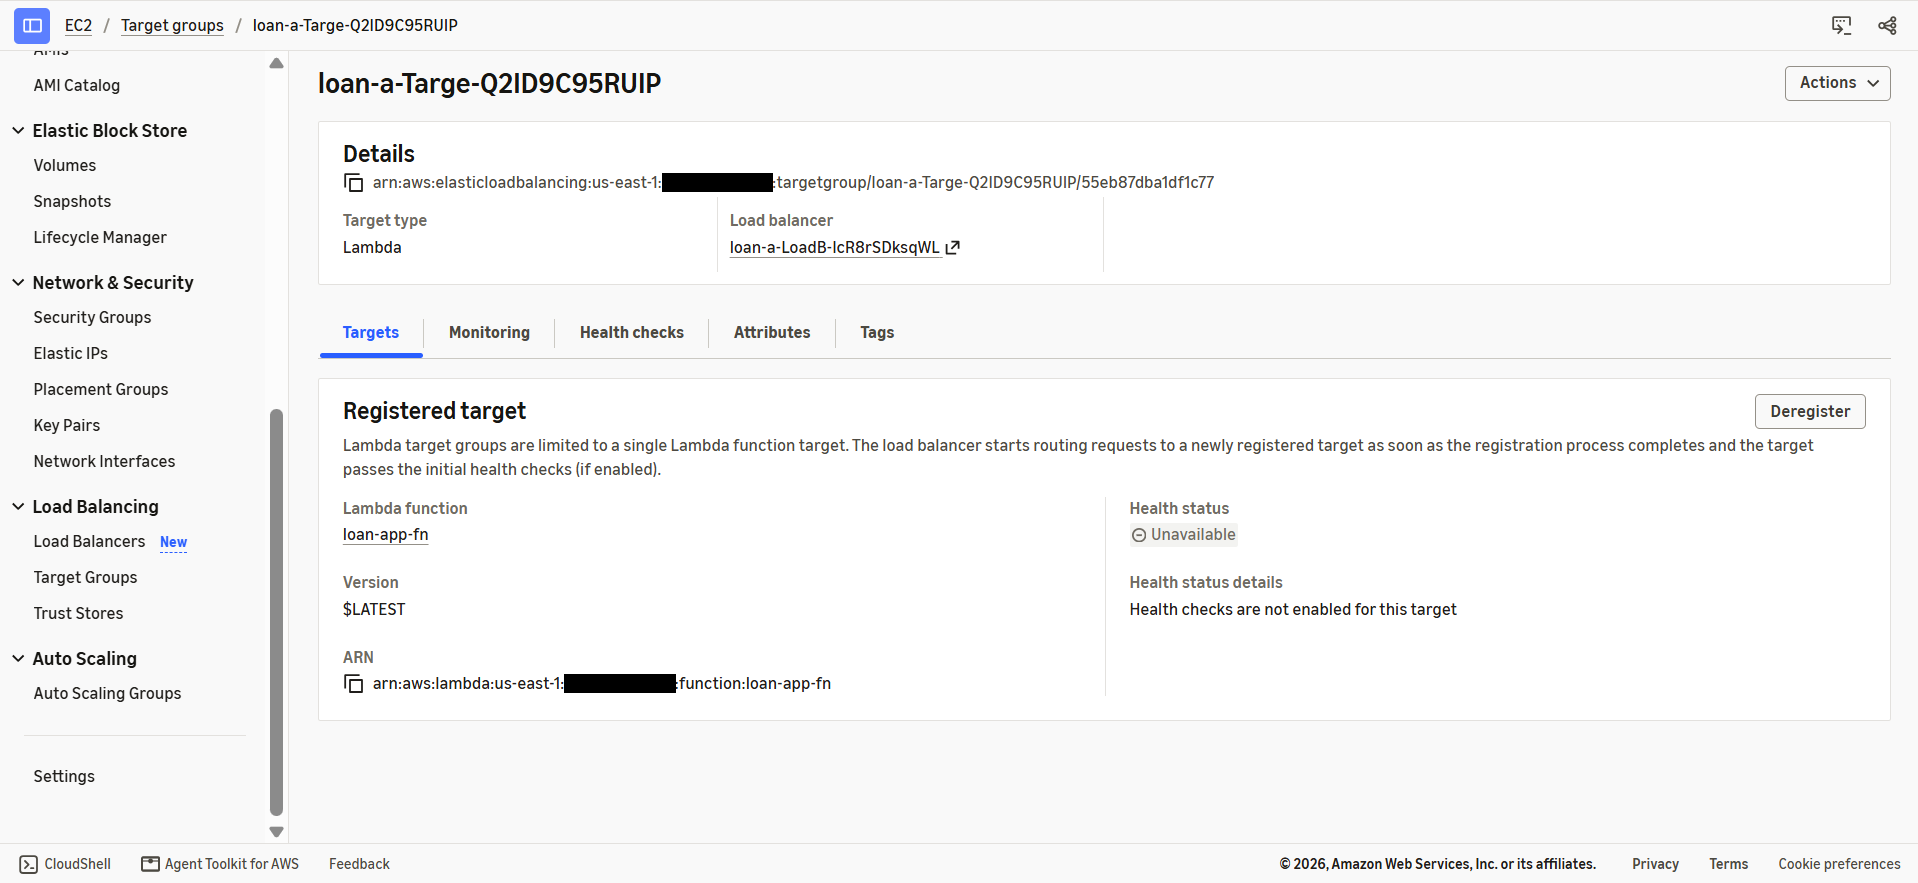 EC2 / Target groups / loan-a-Targe-Q2ID9C95RUIP
AMIs
AMI Catalog
Elastic Block Store
Volumes
Snapshots
Lifecycle Manager
Network & Security
Security Groups
Elastic IPs
Placement Groups
Key Pairs
Network Interfaces
Load Balancing
Load Balancers New
Target Groups
Trust Stores
Auto Scaling
Auto Scaling Groups
Settings
loan-a-Targe-Q2ID9C95RUIP
Actions
Details
arn:aws:elasticloadbalancing:us-east-1: :targetgroup/loan-a-Targe-Q2ID9C95RUIP/55eb87dba1df1c77
Target type
Lambda
Load balancer
loan-a-LoadB-IcR8rSDksqWL
Targets
Monitoring
Health checks
Attributes
Tags
Registered target
Deregister
Lambda target groups are limited to a single Lambda function target. The load balancer starts routing requests to a newly registered target as soon as the registration process completes and the target
passes the initial health checks (if enabled).
Lambda function
loan-app-fn
Version
$LATEST
ARN
arn:aws:lambda:us-east-1: :function:loan-app-fn
Health status
Unavailable
Health status details
Health checks are not enabled for this target
CloudShell
Agent Toolkit for AWS
Feedback
© 2026, Amazon Web Services, Inc. or its affiliates.
Privacy
Terms
Cookie preferences